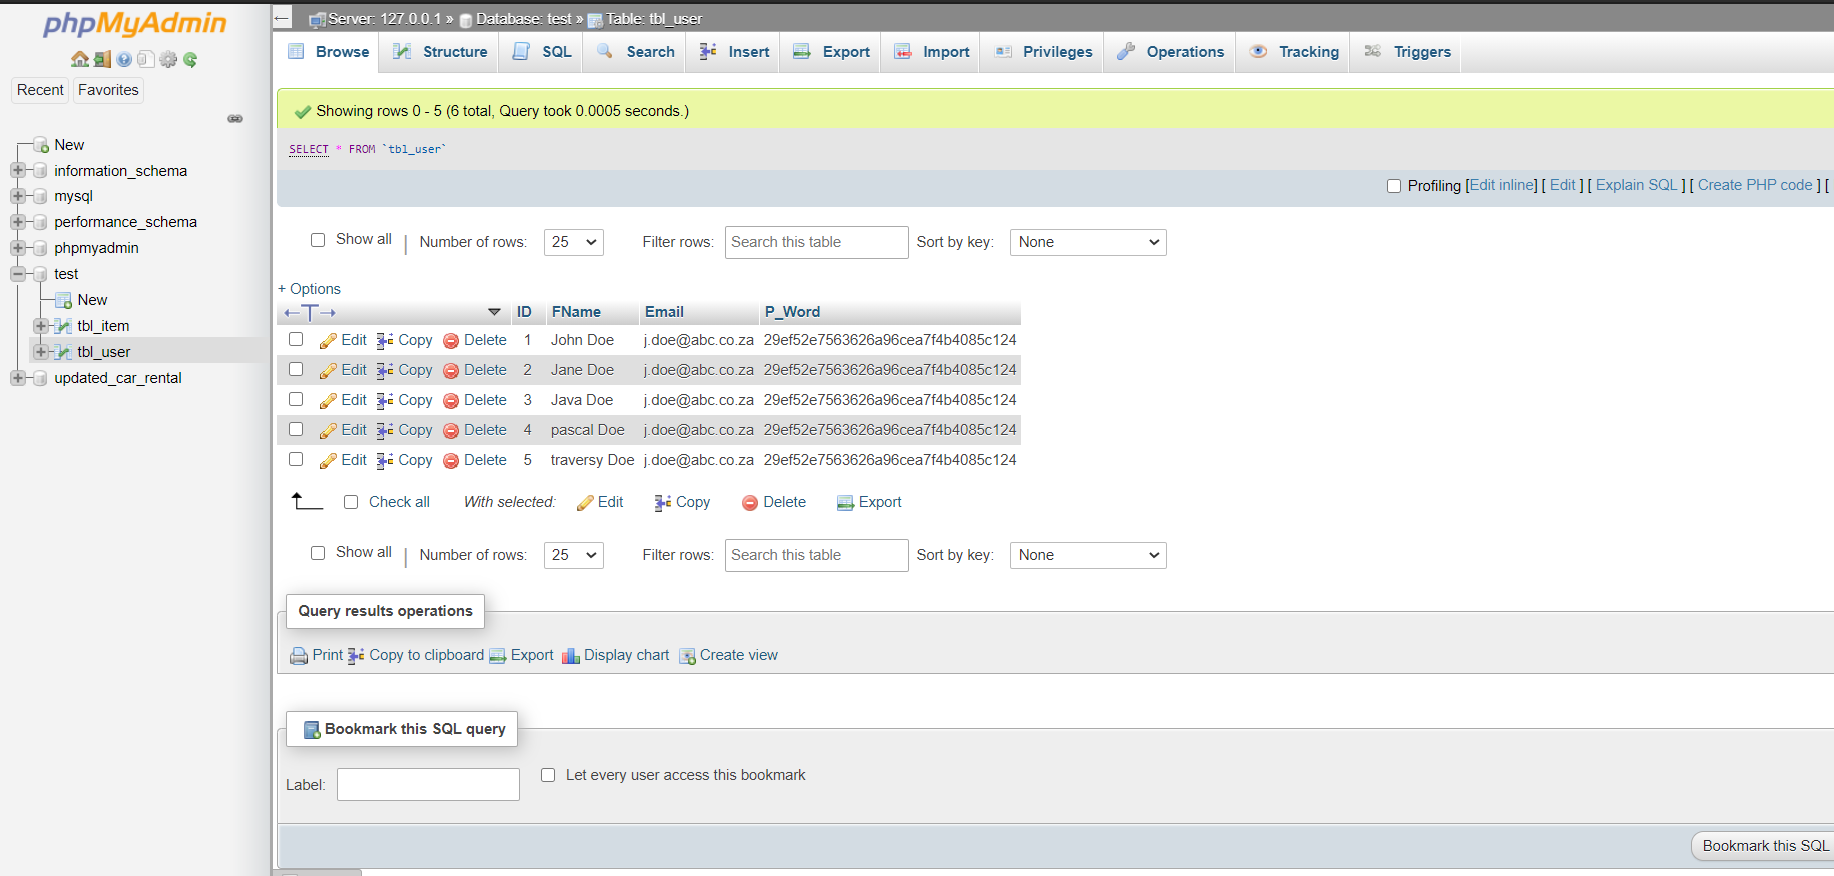 phpMyAdmin
Recent Favorites
New
information_schema
mysql
performance_schema
phpmyadmin
test
New
tbl_item
tbl_user
updated_car_rental
Server: 127.0.0.1 » Database: test » Table: tbl_user
Browse Structure SQL Search Insert Export Import Privileges Operations Tracking Triggers
Showing rows 0 - 5 (6 total, Query took 0.0005 seconds.)
SELECT * FROM `tbl_user`
Profiling [Edit inline] [ Edit ] [ Explain SQL ] [ Create PHP code ] [
Show all | Number of rows: 25 Filter rows: Search this table Sort by key: None
+ Options
←T→ ID FName Email P_Word
Edit Copy Delete 1 John Doe j.doe@abc.co.za 29ef52e7563626a96cea7f4b4085c124
Edit Copy Delete 2 Jane Doe j.doe@abc.co.za 29ef52e7563626a96cea7f4b4085c124
Edit Copy Delete 3 Java Doe j.doe@abc.co.za 29ef52e7563626a96cea7f4b4085c124
Edit Copy Delete 4 pascal Doe j.doe@abc.co.za 29ef52e7563626a96cea7f4b4085c124
Edit Copy Delete 5 traversy Doe j.doe@abc.co.za 29ef52e7563626a96cea7f4b4085c124
Check all With selected: Edit Copy Delete Export
Show all | Number of rows: 25 Filter rows: Search this table Sort by key: None
Query results operations
Print Copy to clipboard Export Display chart Create view
Bookmark this SQL query
Label: Let every user access this bookmark
Bookmark this SQL